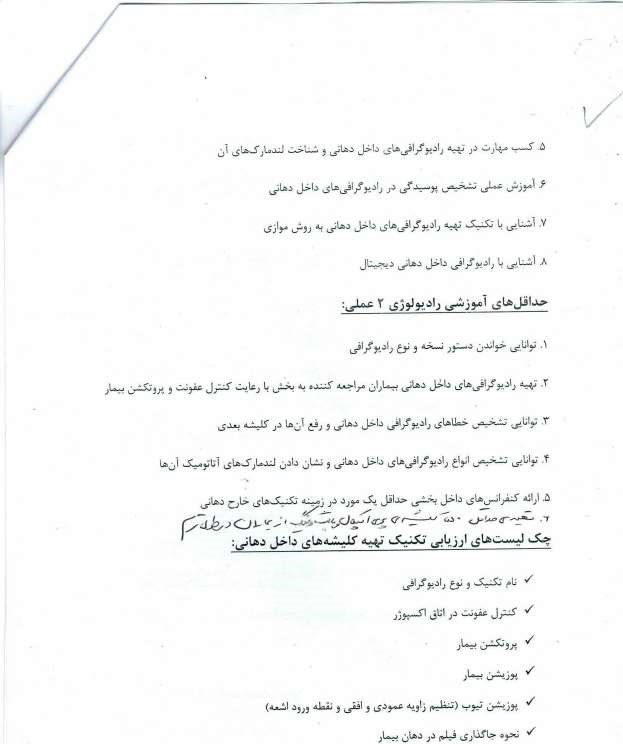 ۵. کسب مهارت در تهیه رادیوگرافی‌های داخل دهانی و شناخت لندمارک‌های آن
۶. آموزش عملی تشخیص پوسیدگی در رادیوگرافی‌های داخل دهانی
۷. آشنایی با تکنیک تهیه رادیوگرافی‌های داخل دهانی به روش موازی
۸. آشنایی با رادیوگرافی داخل دهانی دیجیتال
حداقل‌های آموزشی رادیولوژی ۲ عملی:
۱. توانایی خواندن دستور نسخه و نوع رادیوگرافی
۲. تهیه رادیوگرافی‌های داخل دهانی بیماران مراجعه کننده به بخش با رعایت کنترل عفونت و پروتکشن بیمار
۳. توانایی تشخیص خطاهای رادیوگرافی داخل دهانی و رفع آن‌ها در کلیشه بعدی
۴. توانایی تشخیص انواع رادیوگرافی‌های داخل دهانی و نشان دادن لندمارک‌های آناتومیک آن‌ها
۵. ارائه کنفرانس‌های داخل بخشی حداقل یک مورد در زمینه تکنیک‌های خارج دهانی
۶. از بیماران در طول ترم
چک لیست‌های ارزیابی تکنیک تهیه کلیشه‌های داخل دهانی:
✓ نام تکنیک و نوع رادیوگرافی
✓ کنترل عفونت در اتاق اکسپوژر
✓ پروتکشن بیمار
✓ پوزیشن بیمار
✓ پوزیشن تیوب (تنظیم زاویه عمودی و افقی و نقطه ورود اشعه)
✓ نحوه جاگذاری فیلم در دهان بیمار